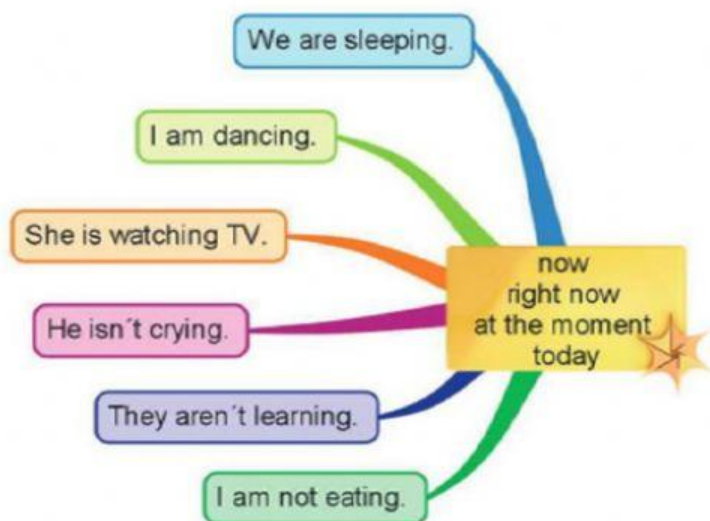 We are sleeping.
I am dancing.
She is watching TV.
He isn´t crying.
They aren´t learning.
I am not eating.
now
right now
at the moment
today